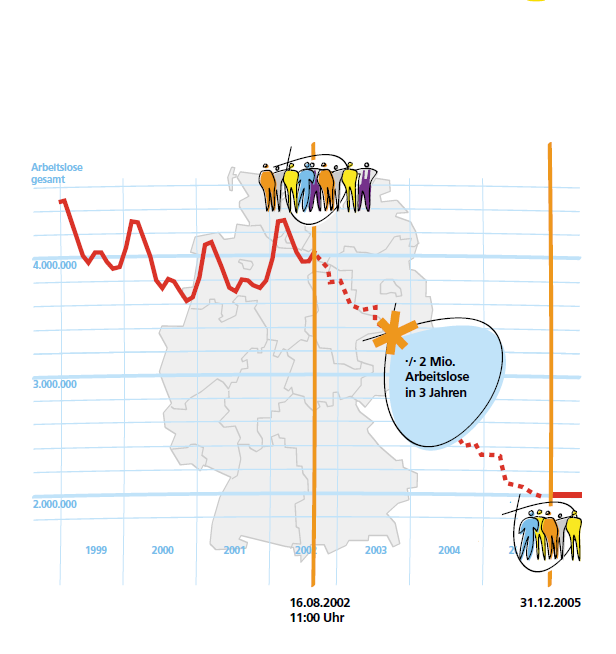 Arbeitslose
gesamt
4.000.000
·/· 2 Mio.
Arbeitslose
in 3 Jahren
3.000.000
2.000.000
1999 2000 2001 2003 2004
16.08.2002 31.12.2005
11:00 Uhr